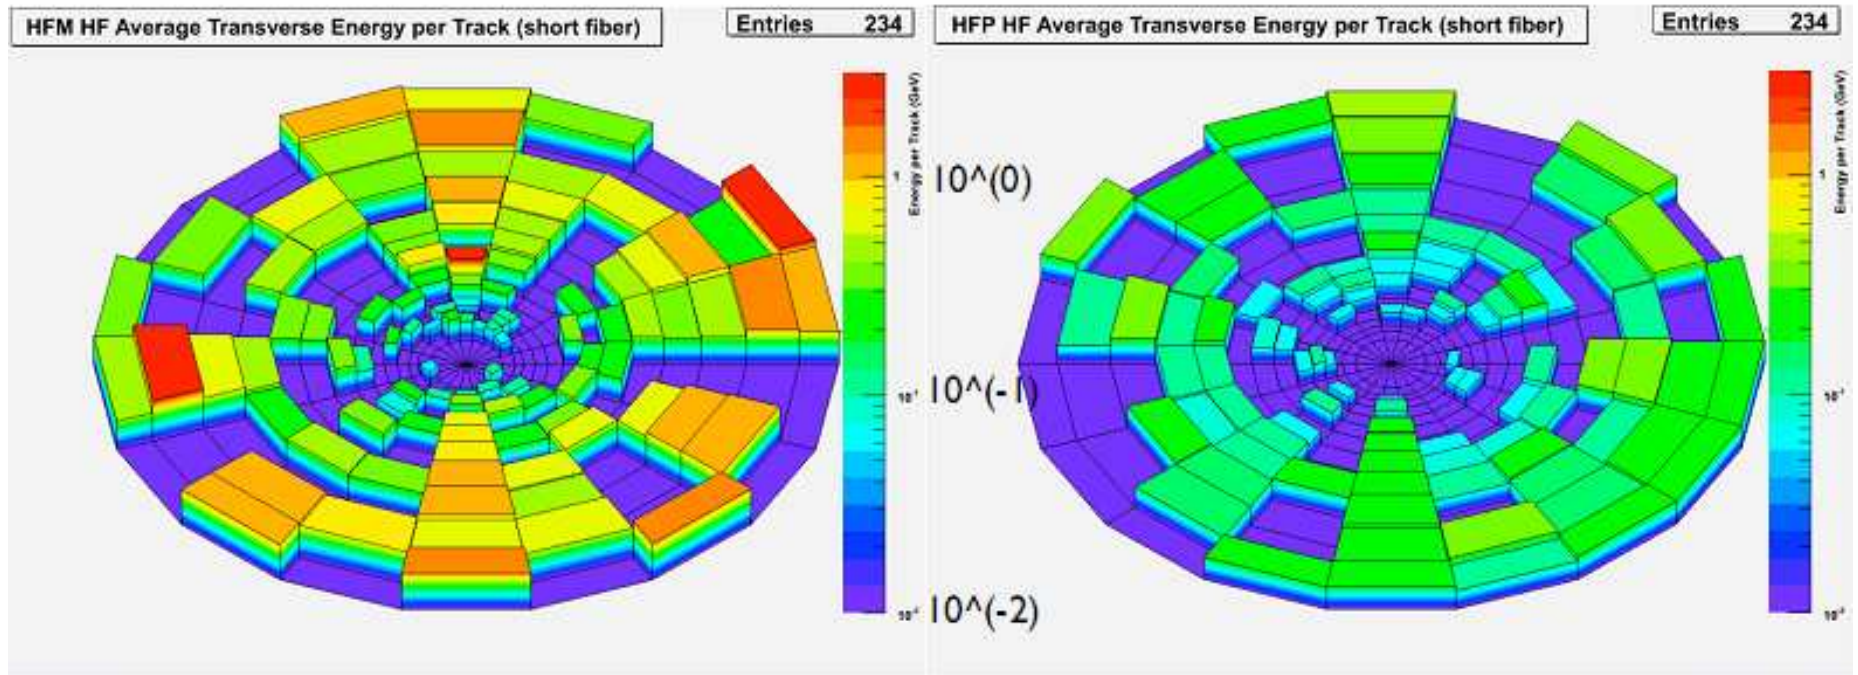 HFM HF Average Transverse Energy per Track (short fiber)
Entries 234
Energy per Track (GeV)
1
10^(0)
10^(-1)
10^(-2)
HFP HF Average Transverse Energy per Track (short fiber)
Entries 234
Energy per Track (GeV)
1